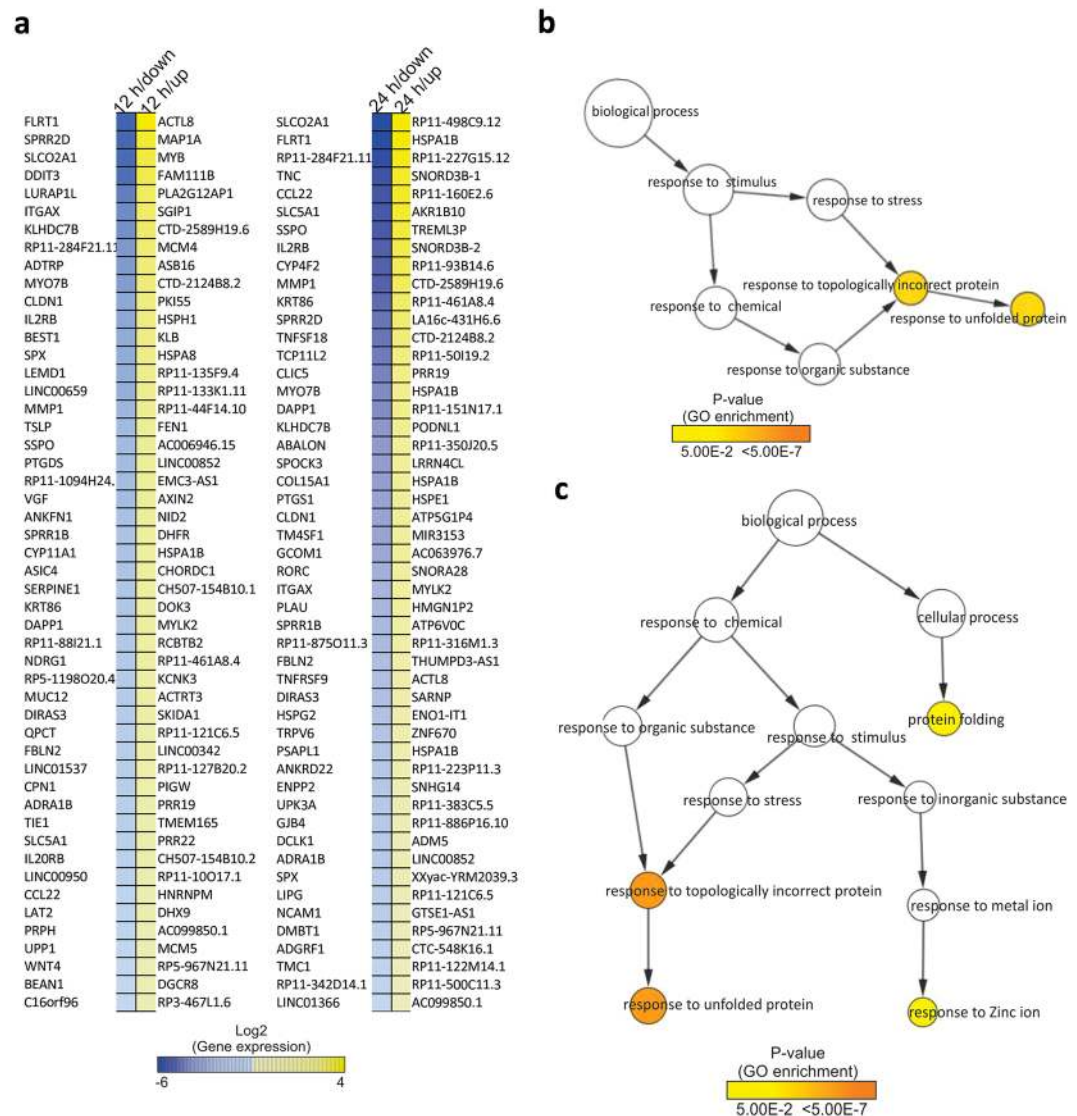 a
12 h/down
12 h/up
FLRT1 ACTL8
SPRR2D MAP1A
SLCO2A1 MYB
DDIT3 FAM111B
LURAP1L PLA2G12AP1
ITGAX SGIP1
KLHDC7B CTD-2589H19.6
RP11-284F21.11 MCM4
ADTRP ASB16
MYO7B CTD-2124B8.2
CLDN1 PKI55
IL2RB HSPH1
BEST1 KLB
SPX HSPA8
LEMD1 RP11-135F9.4
LINC00659 RP11-133K1.11
MMP1 RP11-44F14.10
TSLP FEN1
SSPO AC006946.15
PTGDS LINC00852
RP11-1094H24. EMC3-AS1
VGF AXIN2
ANKFN1 NID2
SPRR1B DHFR
CYP11A1 HSPA1B
ASIC4 CHORDC1
SERPINE1 CH507-154B10.1
KRT86 DOK3
DAPP1 MYLK2
RP11-88I21.1 RCBTB2
NDRG1 RP11-461A8.4
RP5-1198O20.4 KCNK3
MUC12 ACTRT3
DIRAS3 SKIDA1
QPCT RP11-121C6.5
FBLN2 LINC00342
LINC01537 RP11-127B20.2
CPN1 PIGW
ADRA1B PRR19
TIE1 TMEM165
SLC5A1 PRR22
IL20RB CH507-154B10.2
LINC00950 RP11-10O17.1
CCL22 HNRNPM
LAT2 DHX9
PRPH AC099850.1
UPP1 MCM5
WNT4 RP5-967N21.11
BEAN1 DGCR8
C16orf96 RP3-467L1.6
24 h/down
24 h/up
SLCO2A1 RP11-498C9.12
FLRT1 HSPA1B
RP11-284F21.11 RP11-227G15.12
TNC SNORD3B-1
CCL22 RP11-160E2.6
SLC5A1 AKR1B10
SSPO TREML3P
IL2RB SNORD3B-2
CYP4F2 RP11-93B14.6
MMP1 CTD-2589H19.6
KRT86 RP11-461A8.4
SPRR2D LA16c-431H6.6
TNFSF18 CTD-2124B8.2
TCP11L2 RP11-50I19.2
CLIC5 PRR19
MYO7B HSPA1B
DAPP1 RP11-151N17.1
KLHDC7B PODNL1
ABALON RP11-350J20.5
SPOCK3 LRRN4CL
COL15A1 HSPA1B
PTGS1 HSPE1
CLDN1 ATP5G1P4
TM4SF1 MIR3153
GCOM1 AC063976.7
RORC SNORA28
ITGAX MYLK2
PLAU HMGN1P2
SPRR1B ATP6V0C
RP11-875O11.3 RP11-316M1.3
FBLN2 THUMPD3-AS1
TNFRSF9 ACTL8
DIRAS3 SARNP
HSPG2 ENO1-IT1
TRPV6 ZNF670
PSAPL1 HSPA1B
ANKRD22 RP11-223P11.3
ENPP2 SNHG14
UPK3A RP11-383C5.5
GJB4 RP11-886P16.10
DCLK1 ADM5
ADRA1B LINC00852
SPX XXyac-YRM2039.3
LIPG RP11-121C6.5
NCAM1 GTSE1-AS1
DMBT1 RP5-967N21.11
ADGRF1 CTC-548K16.1
TMC1 RP11-122M14.1
RP11-342D14.1 RP11-500C11.3
LINC01366 AC099850.1
Log2
(Gene expression)
-6 4
b
biological process
response to stimulus
response to stress
response to topologically incorrect protein
response to chemical
response to unfolded protein
response to organic substance
P-value
(GO enrichment)
5.00E-2 <5.00E-7
c
biological process
response to chemical
cellular process
protein folding
response to organic substance
response to stimulus
response to stress
response to inorganic substance
response to topologically incorrect protein
response to metal ion
response to unfolded protein
response to Zinc ion
P-value
(GO enrichment)
5.00E-2 <5.00E-7